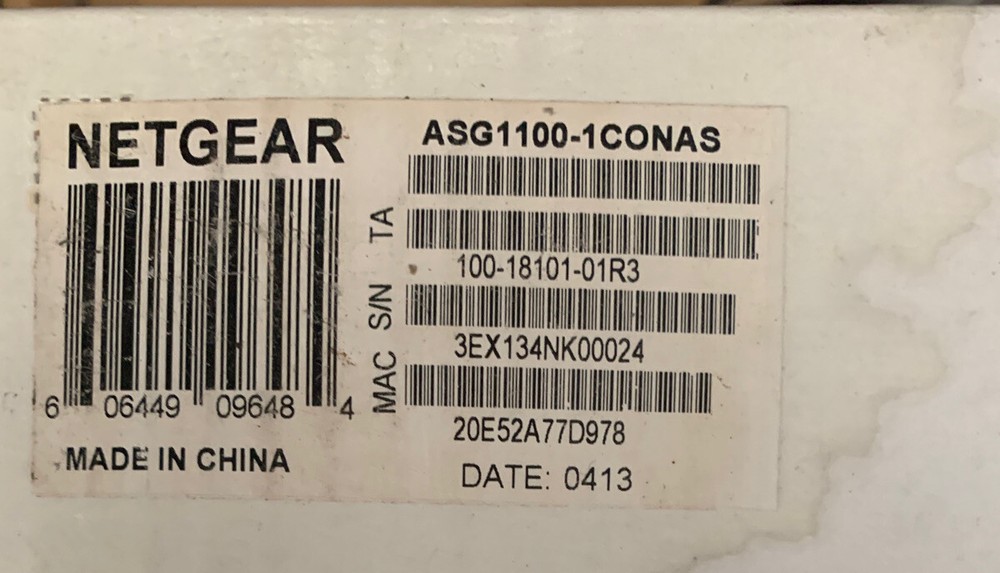 NETGEAR
6 06449 09648 4
MADE IN CHINA
ASG1100-1CONAS
TA
100-18101-01R3
S/N
3EX134NK00024
MAC
20E52A77D978
DATE: 0413